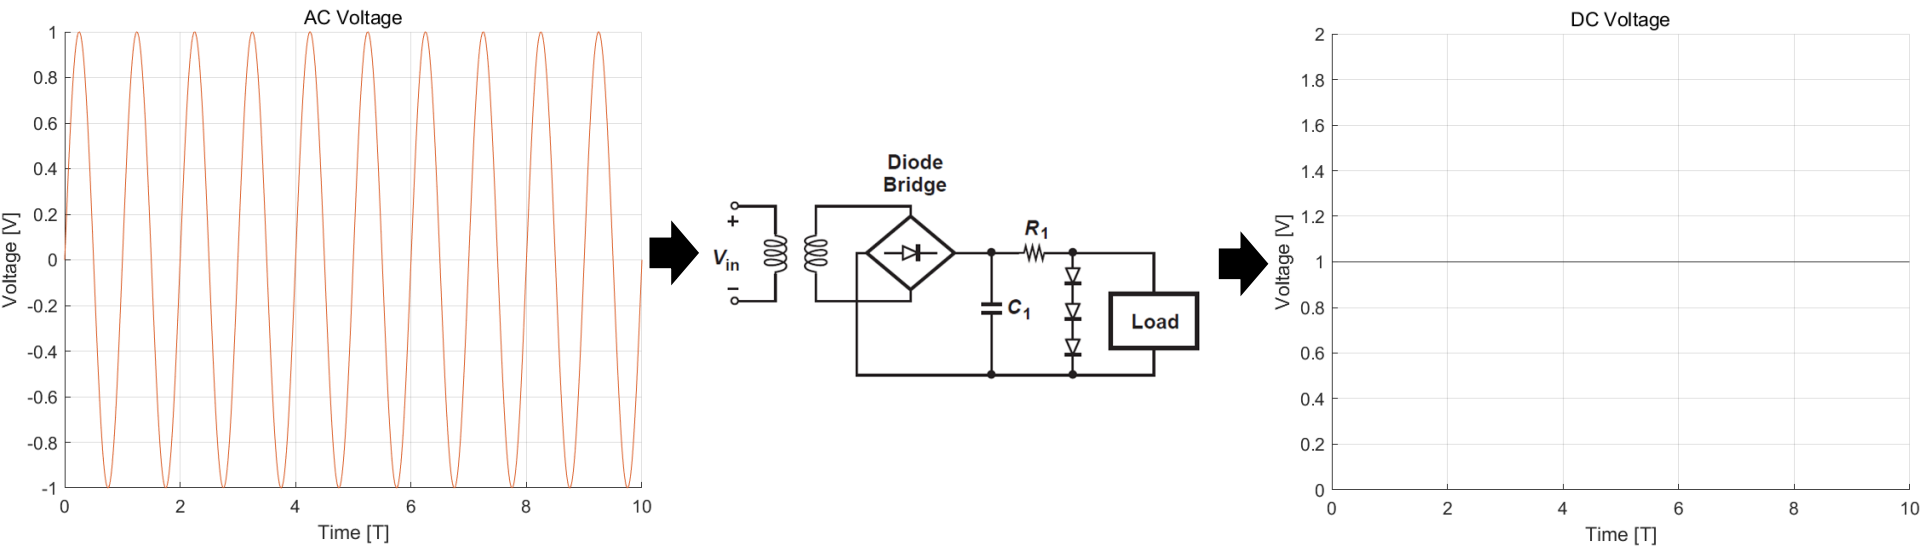 AC Voltage
1
0.8
0.6
0.4
0.2
0
-0.2
-0.4
-0.6
-0.8
-1
Voltage [V]
0 2 4 6 8 10
Time [T]
Diode
Bridge
+
Vin
−
R1
C1
Load
DC Voltage
2
1.8
1.6
1.4
1.2
1
0.8
0.6
0.4
0.2
0
Voltage [V]
0 2 4 6 8 10
Time [T]